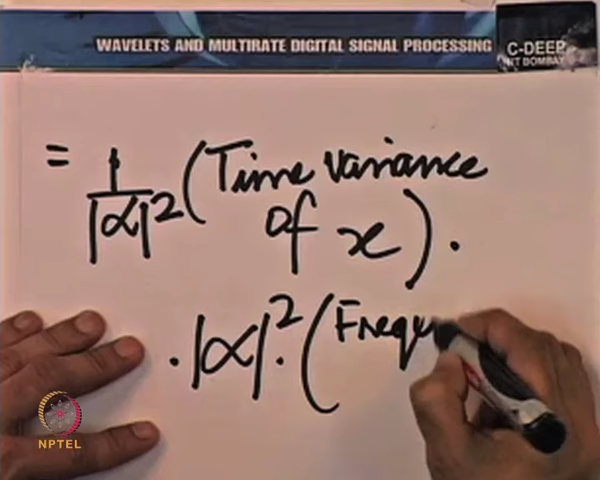 WAVELETS AND MULTIRATE DIGITAL SIGNAL PROCESSING
C-DEEP
IIT BOMBAY
= 1/|α|² (Time variance
of x) .
. |α|² . (Frequ
NPTEL